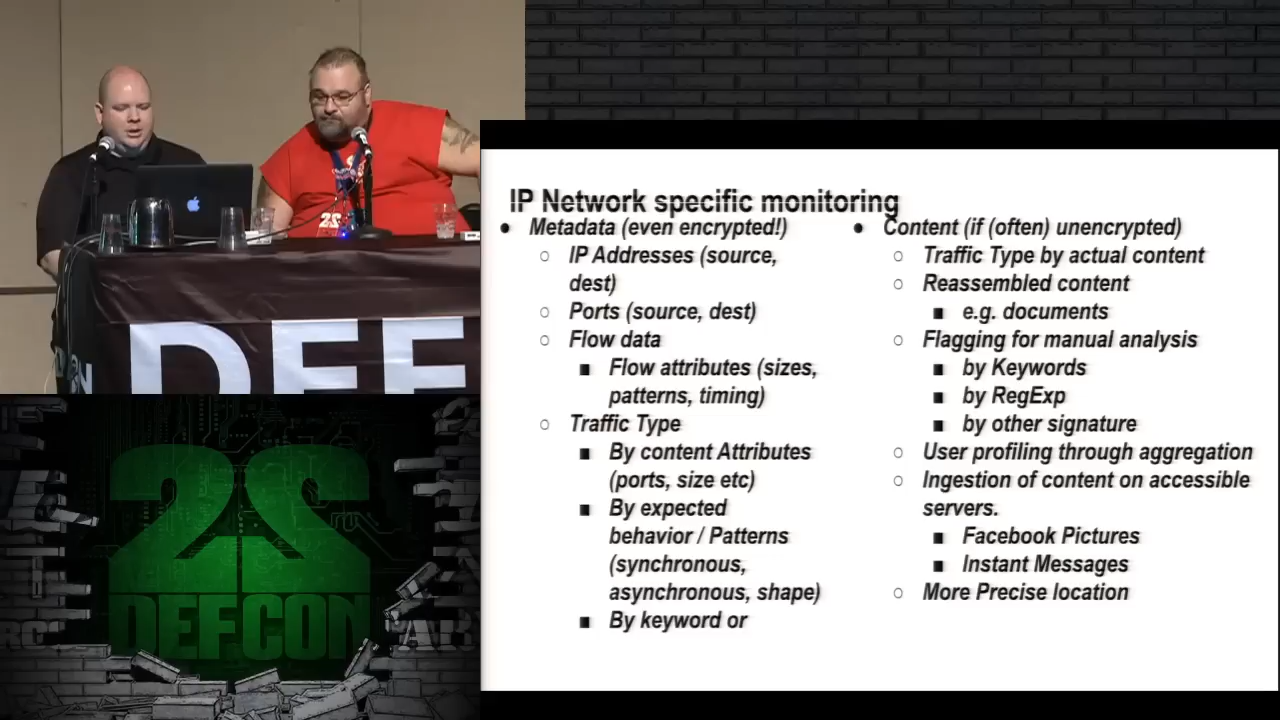 IP Network specific monitoring
Metadata (even encrypted!)
IP Addresses (source,
dest)
Ports (source, dest)
Flow data
Flow attributes (sizes,
patterns, timing)
Traffic Type
By content Attributes
(ports, size etc)
By expected
behavior / Patterns
(synchronous,
asynchronous, shape)
By keyword or
Content (if (often) unencrypted)
Traffic Type by actual content
Reassembled content
e.g. documents
Flagging for manual analysis
by Keywords
by RegExp
by other signature
User profiling through aggregation
Ingestion of content on accessible
servers.
Facebook Pictures
Instant Messages
More Precise location
DEF
22
DEFCON